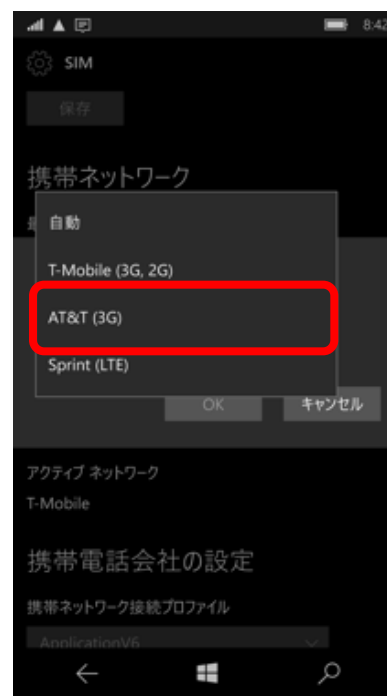 8:42
SIM
保存
携帯ネットワーク
自動
T-Mobile (3G, 2G)
AT&T (3G)
Sprint (LTE)
OK
キャンセル
アクティブ ネットワーク
T-Mobile
携帯電話会社の設定
携帯ネットワーク接続プロファイル
ApplicationV6